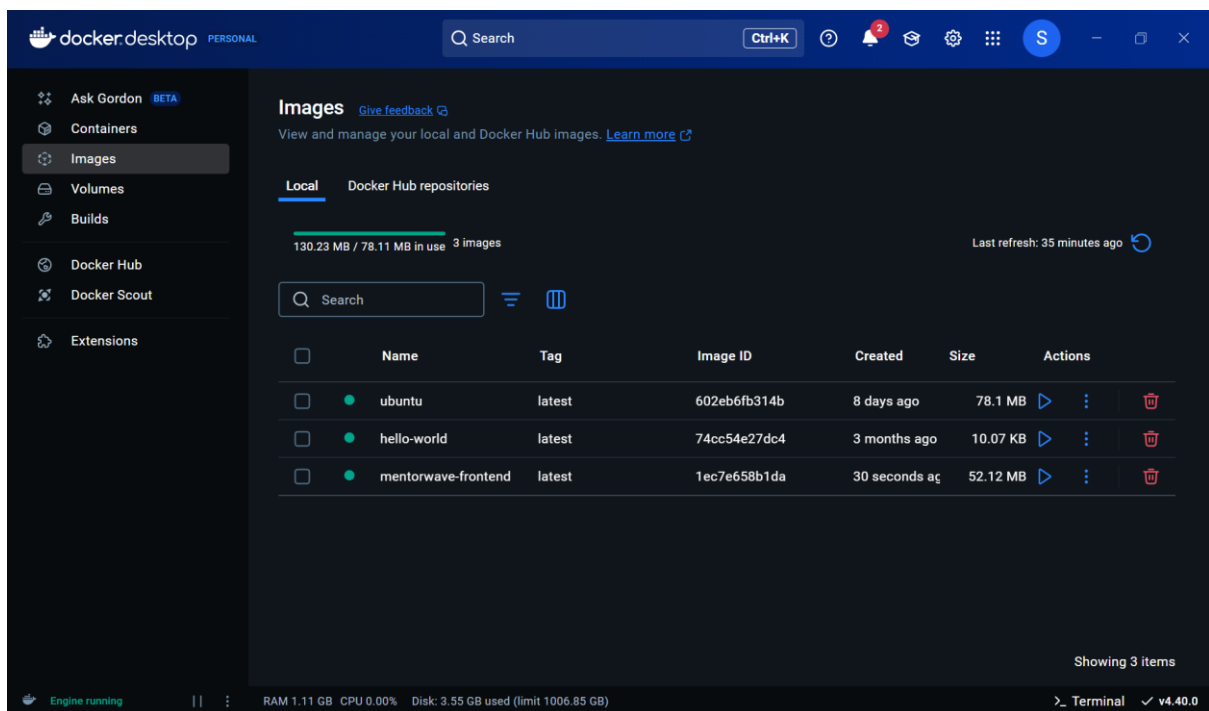 docker.desktop PERSONAL
Search Ctrl+K
2
S
Ask Gordon BETA
Containers
Images
Volumes
Builds
Docker Hub
Docker Scout
Extensions
Images Give feedback
View and manage your local and Docker Hub images. Learn more
Local Docker Hub repositories
130.23 MB / 78.11 MB in use 3 images
Last refresh: 35 minutes ago
Search
Name Tag Image ID Created Size Actions
ubuntu latest 602eb6fb314b 8 days ago 78.1 MB
hello-world latest 74cc54e27dc4 3 months ago 10.07 KB
mentorwave-frontend latest 1ec7e658b1da 30 seconds ag 52.12 MB
Showing 3 items
Engine running RAM 1.11 GB CPU 0.00% Disk: 3.55 GB used (limit 1006.85 GB) >_ Terminal v4.40.0